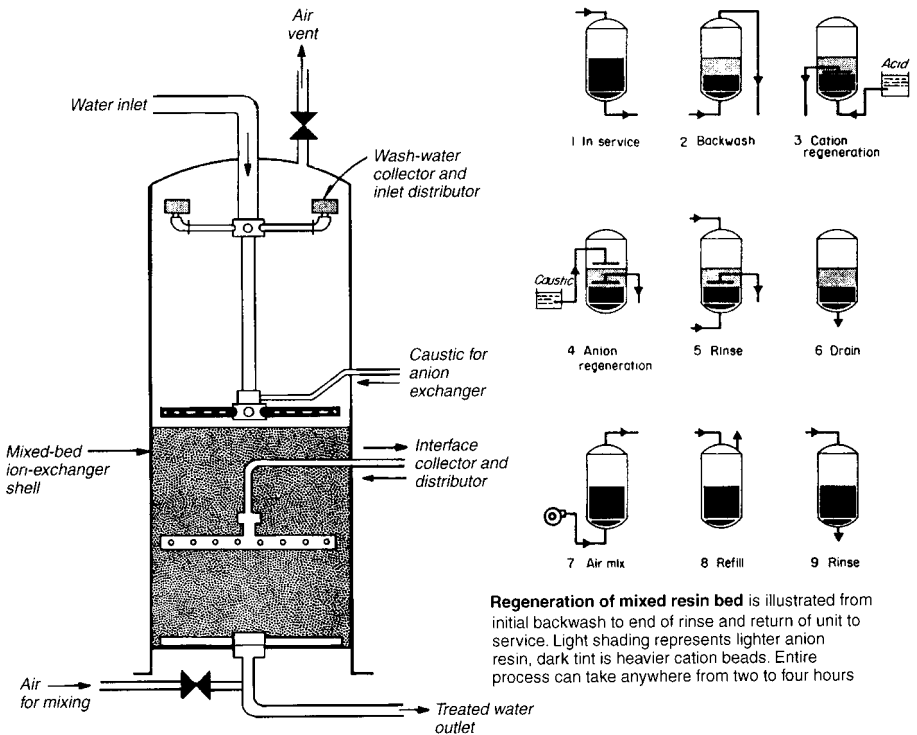 Air
vent
Water inlet
Wash-water
collector and
inlet distributor
Caustic for
anion
exchanger
Mixed-bed
ion-exchanger
shell
Interface
collector and
distributor
Air
for mixing
Treated water
outlet
1 In service
2 Backwash
3 Cation
regeneration
Acid
Caustic
4 Anion
regeneration
5 Rinse
6 Drain
7 Air mix
8 Refill
9 Rinse
Regeneration of mixed resin bed is illustrated from
initial backwash to end of rinse and return of unit to
service. Light shading represents lighter anion
resin, dark tint is heavier cation beads. Entire
process can take anywhere from two to four hours